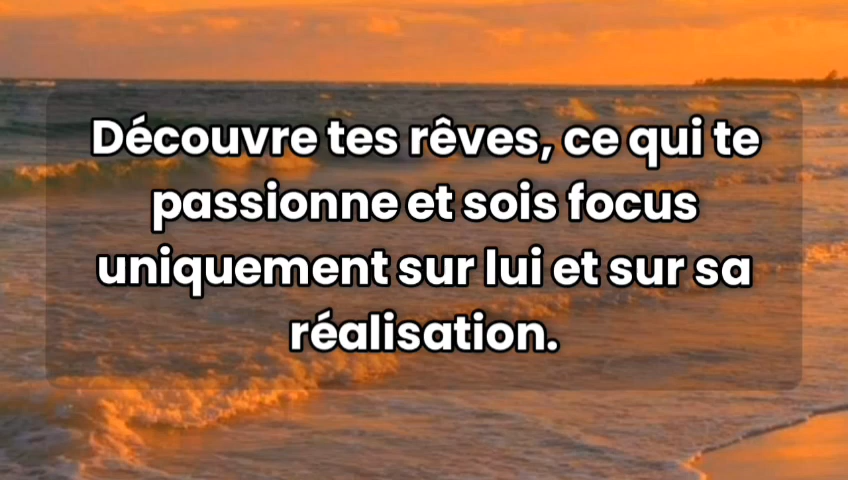 Découvre tes rêves, ce qui te
passionne et sois focus
uniquement sur lui et sur sa
réalisation.